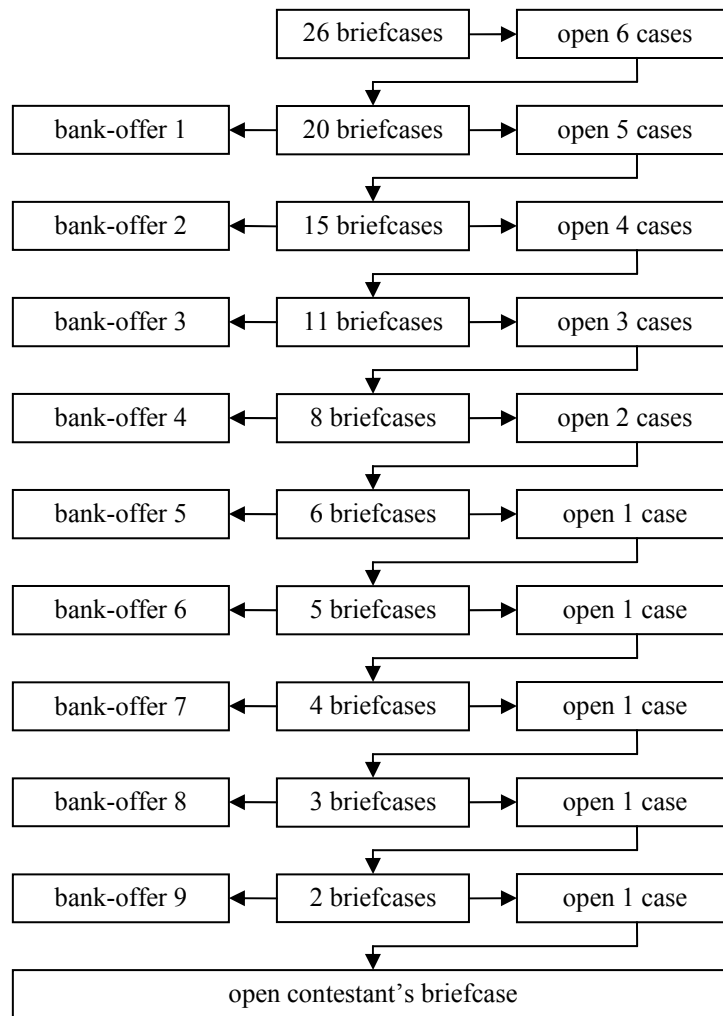 26 briefcases open 6 cases
bank-offer 1 20 briefcases open 5 cases
bank-offer 2 15 briefcases open 4 cases
bank-offer 3 11 briefcases open 3 cases
bank-offer 4 8 briefcases open 2 cases
bank-offer 5 6 briefcases open 1 case
bank-offer 6 5 briefcases open 1 case
bank-offer 7 4 briefcases open 1 case
bank-offer 8 3 briefcases open 1 case
bank-offer 9 2 briefcases open 1 case
open contestant’s briefcase